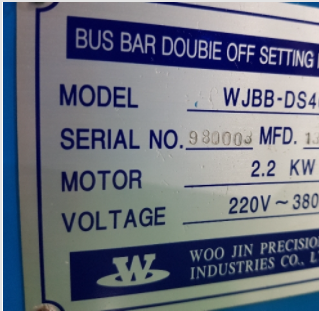 BUS BAR DOUBIE OFF SETTING
MODEL WJBB-DS4
SERIAL NO. 980003 MFD.
MOTOR 2.2 KW
VOLTAGE 220V ~ 380
W
WOO JIN PRECISIO
INDUSTRIES CO., L